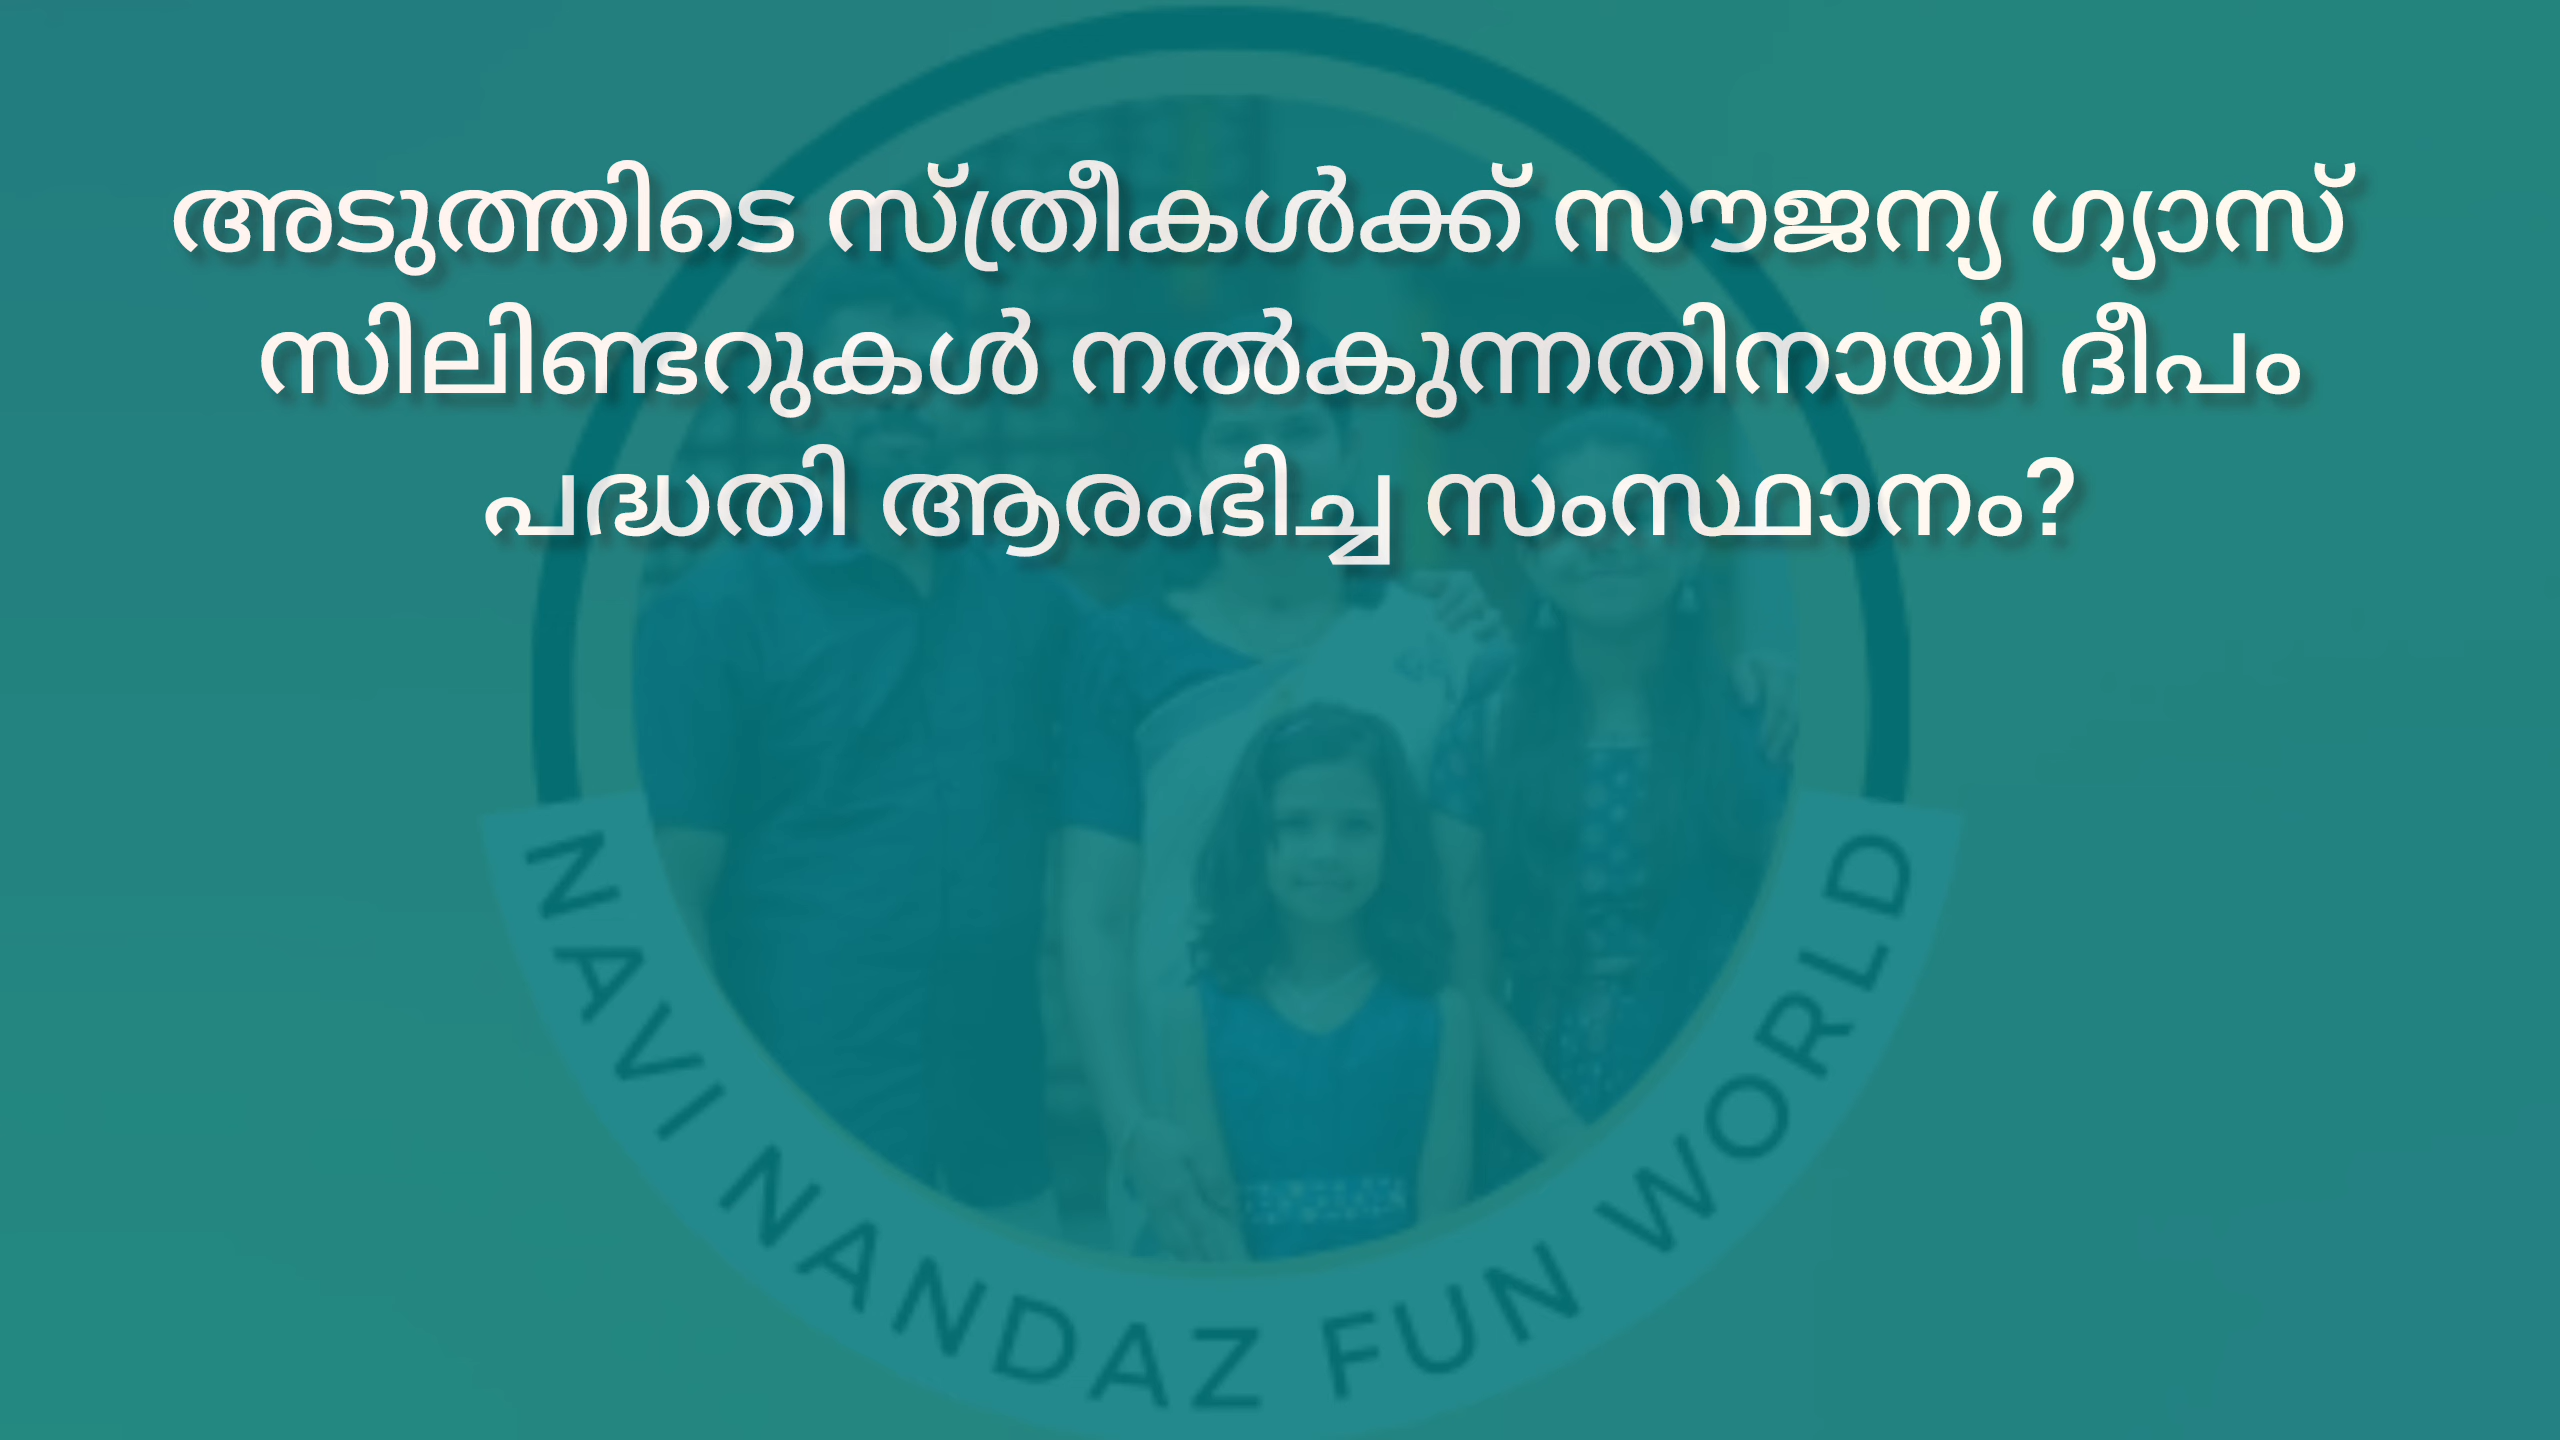 അടുത്തിടെ സ്ത്രീകൾക്ക് സൗജന്യ ഗ്യാസ്
സിലിണ്ടറുകൾ നൽകുന്നതിനായി ദീപം
പദ്ധതി ആരംഭിച്ച സംസ്ഥാനം?
NAVI NANDAZ FUN WORLD